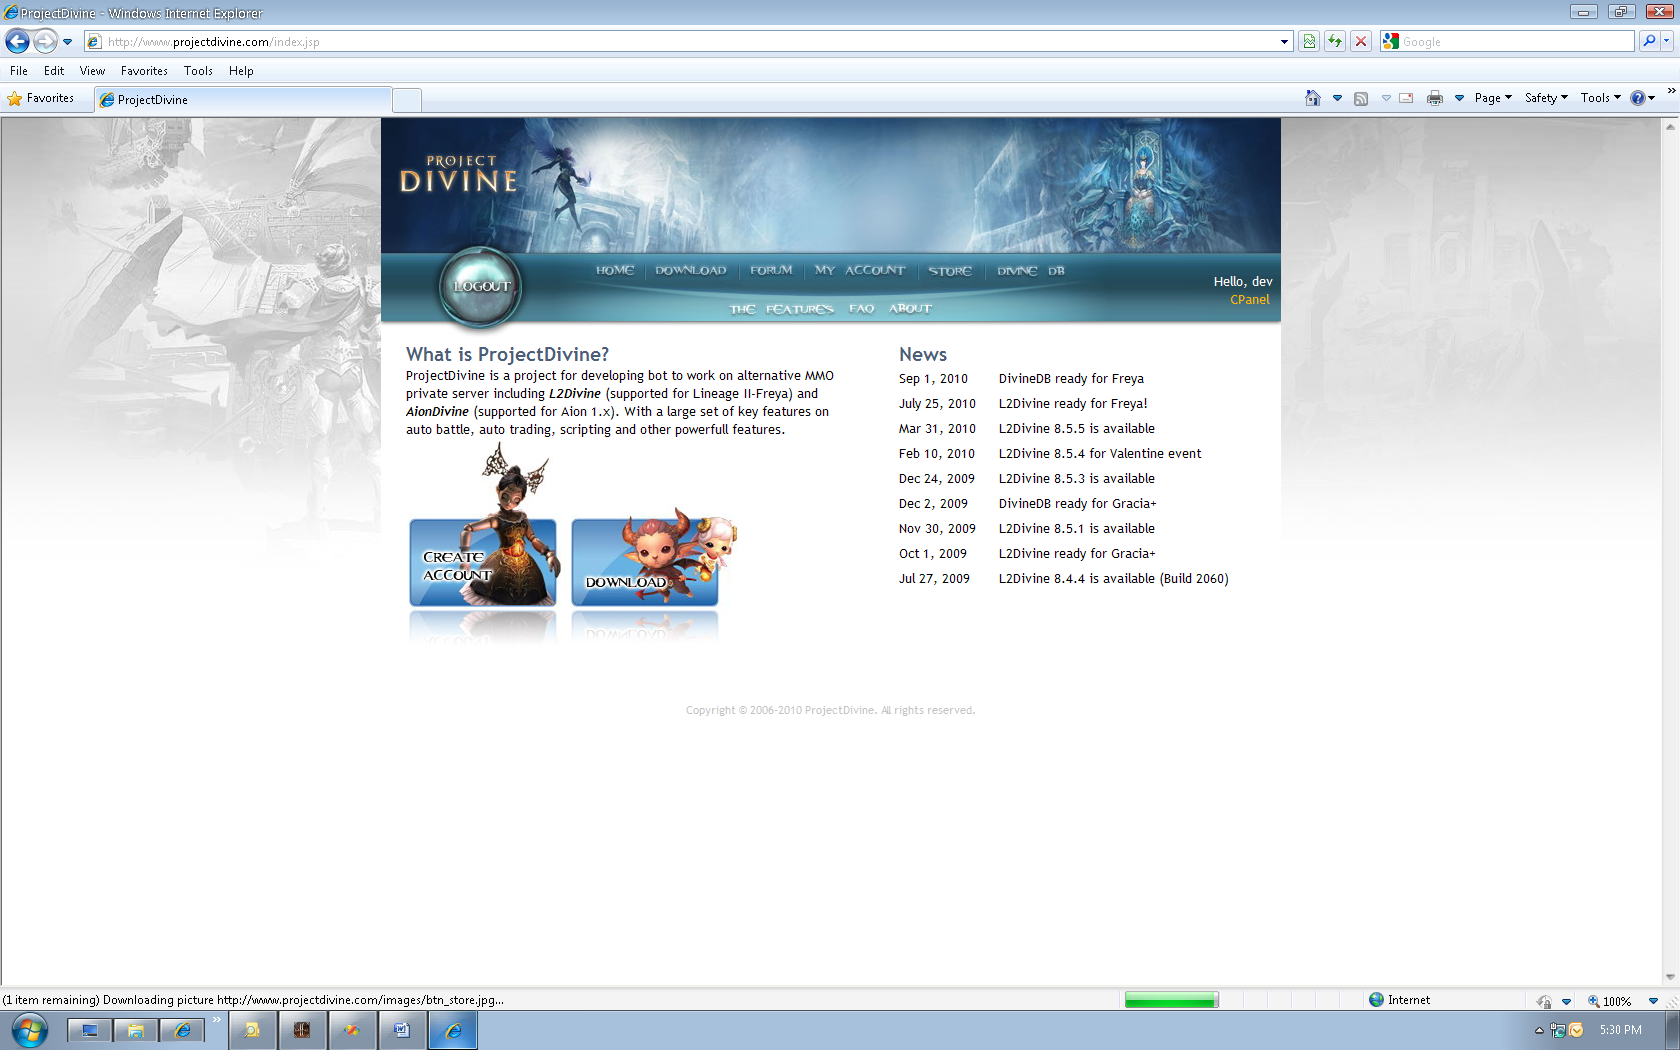 ProjectDivine - Windows Internet Explorer
http://www.projectdivine.com/index.jsp
Google
File Edit View Favorites Tools Help
Favorites
ProjectDivine
Page Safety Tools
PROJECT
DIVINE
LOGOUT
HOME DOWNLOAD FORUM MY ACCOUNT STORE DIVINE DB
THE FEATURES FAQ ABOUT
Hello, dev
CPanel
What is ProjectDivine?
ProjectDivine is a project for developing bot to work on alternative MMO
private server including L2Divine (supported for Lineage II-Freya) and
AionDivine (supported for Aion 1.x). With a large set of key features on
auto battle, auto trading, scripting and other powerfull features.
CREATE
ACCOUNT
DOWNLOAD
News
Sep 1, 2010 DivineDB ready for Freya
July 25, 2010 L2Divine ready for Freya!
Mar 31, 2010 L2Divine 8.5.5 is available
Feb 10, 2010 L2Divine 8.5.4 for Valentine event
Dec 24, 2009 L2Divine 8.5.3 is available
Dec 2, 2009 DivineDB ready for Gracia+
Nov 30, 2009 L2Divine 8.5.1 is available
Oct 1, 2009 L2Divine ready for Gracia+
Jul 27, 2009 L2Divine 8.4.4 is available (Build 2060)
Copyright © 2006-2010 ProjectDivine. All rights reserved.
(1 item remaining) Downloading picture http://www.projectdivine.com/images/btn_store.jpg...
Internet
100%
5:30 PM